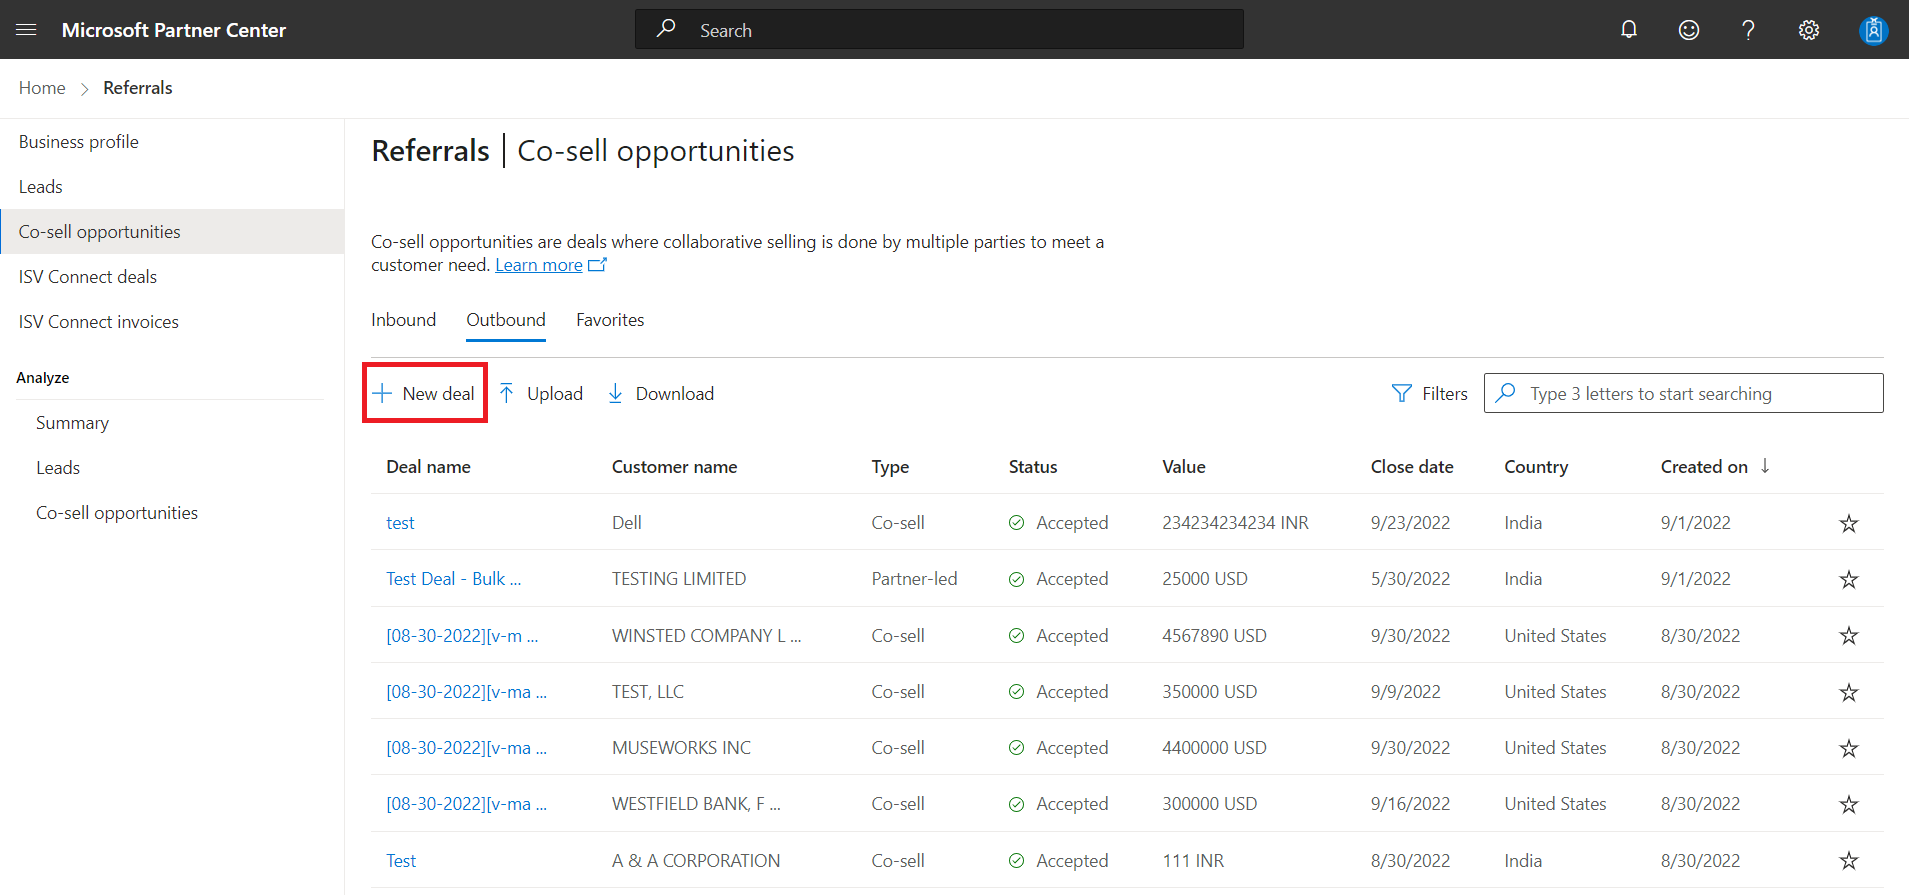 Microsoft Partner Center
Search
Home > Referrals
Business profile
Leads
Co-sell opportunities
ISV Connect deals
ISV Connect invoices
Analyze
Summary
Leads
Co-sell opportunities
Referrals | Co-sell opportunities
Co-sell opportunities are deals where collaborative selling is done by multiple parties to meet a
customer need. Learn more
Inbound Outbound Favorites
New deal Upload Download Filters Type 3 letters to start searching
Deal name Customer name Type Status Value Close date Country Created on ↓
test Dell Co-sell Accepted 234234234234 INR 9/23/2022 India 9/1/2022
Test Deal - Bulk ... TESTING LIMITED Partner-led Accepted 25000 USD 5/30/2022 India 9/1/2022
[08-30-2022][v-m ... WINSTED COMPANY L ... Co-sell Accepted 4567890 USD 9/30/2022 United States 8/30/2022
[08-30-2022][v-ma ... TEST, LLC Co-sell Accepted 350000 USD 9/9/2022 United States 8/30/2022
[08-30-2022][v-ma ... MUSEWORKS INC Co-sell Accepted 4400000 USD 9/30/2022 United States 8/30/2022
[08-30-2022][v-ma ... WESTFIELD BANK, F ... Co-sell Accepted 300000 USD 9/16/2022 United States 8/30/2022
Test A & A CORPORATION Co-sell Accepted 111 INR 8/30/2022 India 8/30/2022